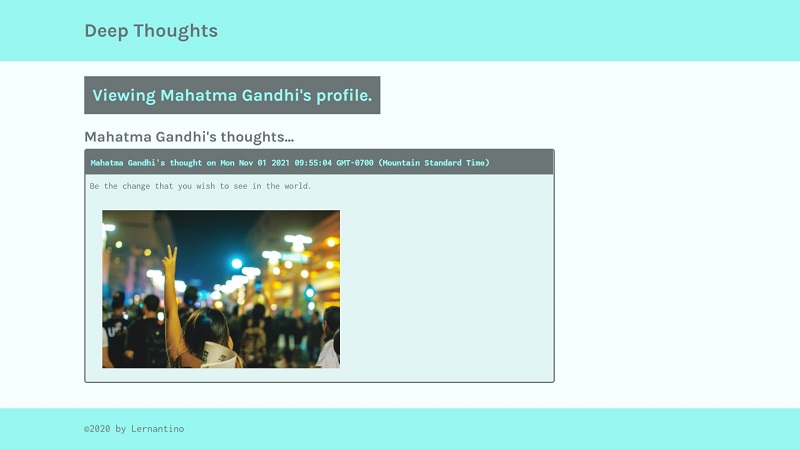 Deep Thoughts
Viewing Mahatma Gandhi's profile.
Mahatma Gandhi's thoughts...
Mahatma Gandhi's thought on Mon Nov 01 2021 09:55:04 GMT-0700 (Mountain Standard Time)
Be the change that you wish to see in the world.
©2020 by Lernantino